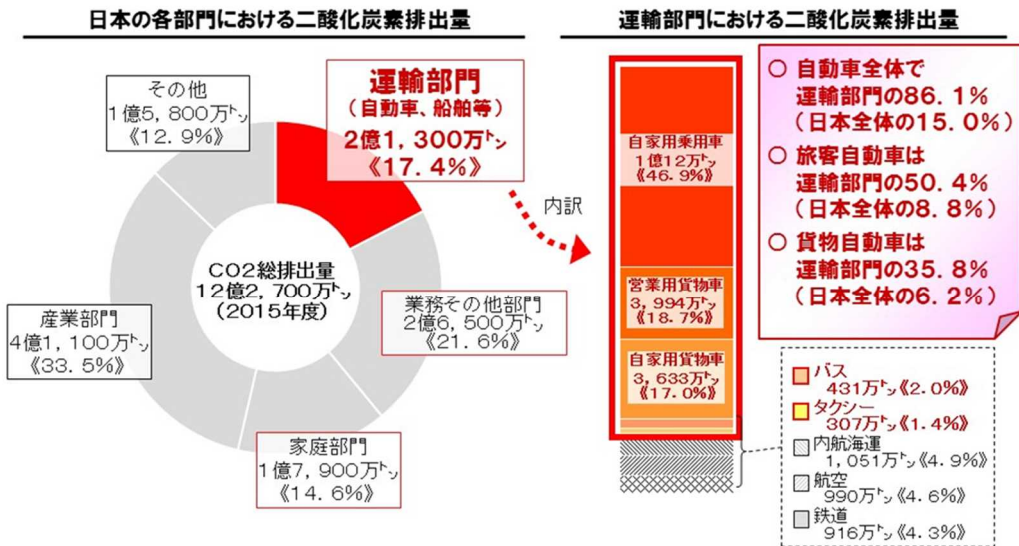 日本の各部門における二酸化炭素排出量
その他
1億5,800万㌧
《12.9%》
運輸部門
（自動車、船舶等）
2億1,300万㌧
《17.4%》
内訳
CO2総排出量
12億2,700万㌧
（2015年度）
産業部門
4億1,100万㌧
《33.5%》
業務その他部門
2億6,500万㌧
《21.6%》
家庭部門
1億7,900万㌧
《14.6%》
運輸部門における二酸化炭素排出量
自家用乗用車
1億12万㌧
《46.9%》
営業用貨物車
3,994万㌧
《18.7%》
自家用貨物車
3,633万㌧
《17.0%》
○ 自動車全体で
運輸部門の86.1%
（日本全体の15.0%）
○ 旅客自動車は
運輸部門の50.4%
（日本全体の8.8%）
○ 貨物自動車は
運輸部門の35.8%
（日本全体の6.2%）
バス
431万㌧《2.0%》
タクシー
307万㌧《1.4%》
内航海運
1,051万㌧《4.9%》
航空
990万㌧《4.6%》
鉄道
916万㌧《4.3%》